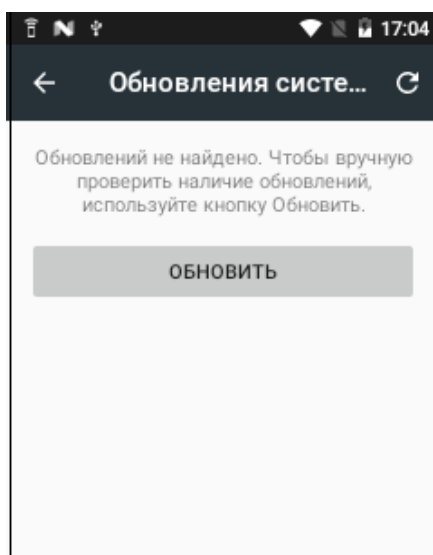 17:04
Обновления систе...
Обновлений не найдено. Чтобы вручную
проверить наличие обновлений,
используйте кнопку Обновить.
ОБНОВИТЬ